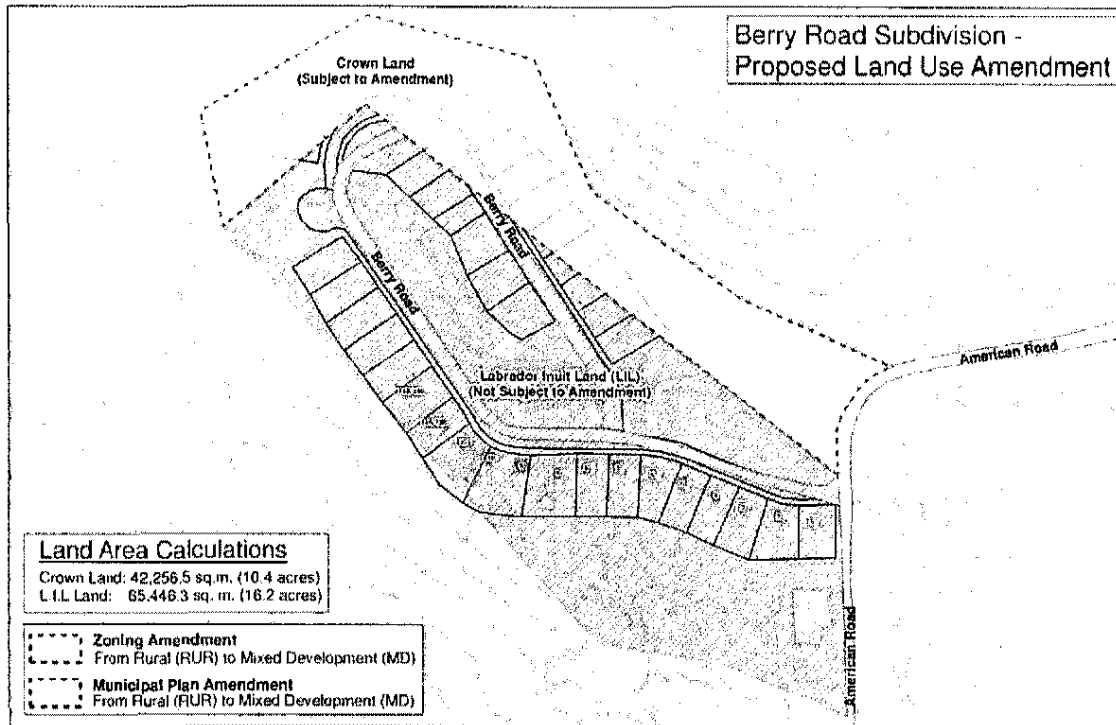 Berry Road Subdivision -
Proposed Land Use Amendment
Crown Land
(Subject to Amendment)
Berry Road
Berry Road
American Road
Labrador Inuit Land (LIL)
(Not Subject to Amendment)
American Road
Land Area Calculations
Crown Land: 42,256.5 sq.m. (10.4 acres)
L.I.L Land: 65,446.3 sq. m. (16.2 acres)
Zoning Amendment
From Rural (RUR) to Mixed Development (MD)
Municipal Plan Amendment
From Rural (RUR) to Mixed Development (MD)